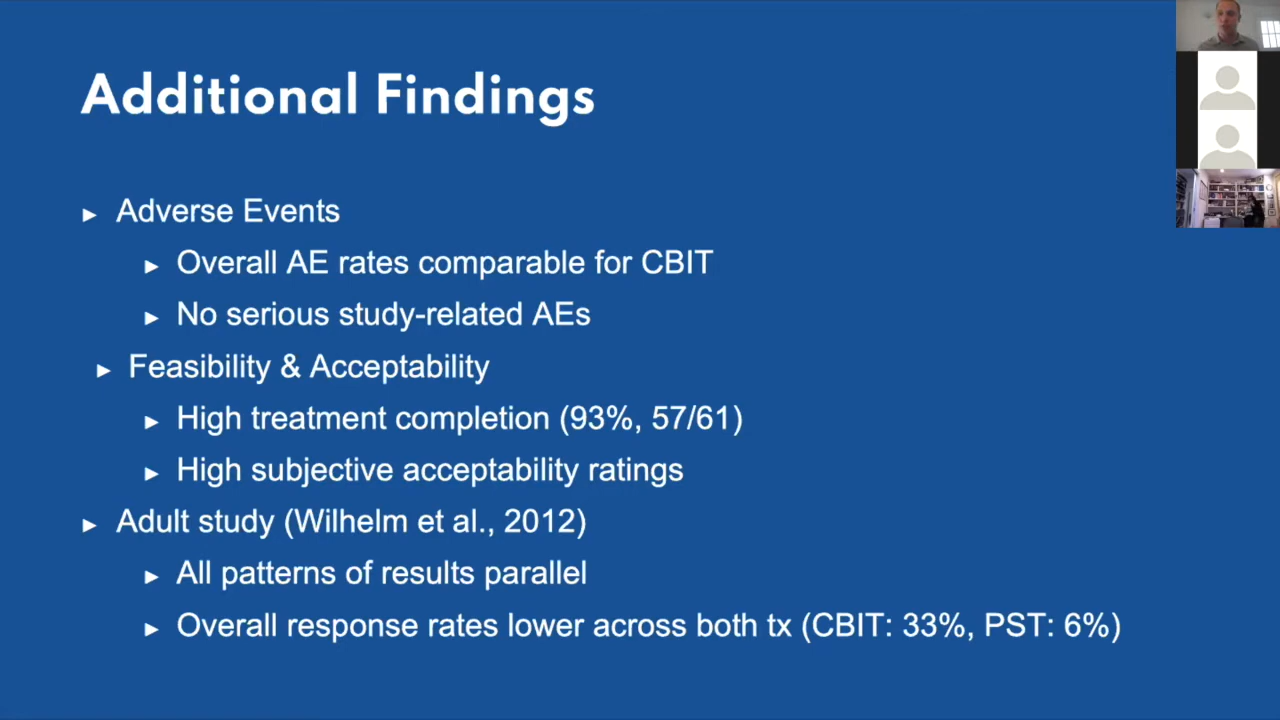 Additional Findings
► Adverse Events
► Overall AE rates comparable for CBIT
► No serious study-related AEs
► Feasibility & Acceptability
► High treatment completion (93%, 57/61)
► High subjective acceptability ratings
► Adult study (Wilhelm et al., 2012)
► All patterns of results parallel
► Overall response rates lower across both tx (CBIT: 33%, PST: 6%)